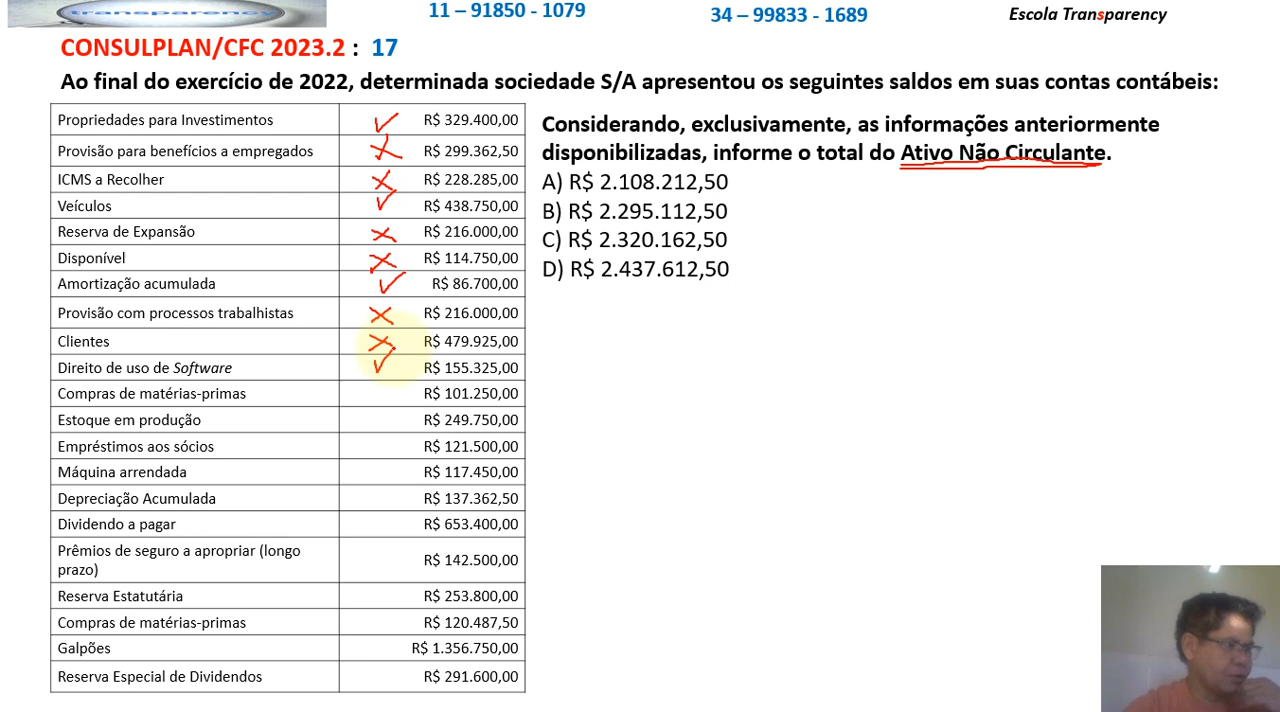 transparency
11 – 91850 - 1079
34 – 99833 - 1689
Escola Transparency
CONSULPLAN/CFC 2023.2 : 17
Ao final do exercício de 2022, determinada sociedade S/A apresentou os seguintes saldos em suas contas contábeis:
Propriedades para Investimentos R$ 329.400,00
Provisão para benefícios a empregados R$ 299.362,50
ICMS a Recolher R$ 228.285,00
Veículos R$ 438.750,00
Reserva de Expansão R$ 216.000,00
Disponível R$ 114.750,00
Amortização acumulada R$ 86.700,00
Provisão com processos trabalhistas R$ 216.000,00
Clientes R$ 479.925,00
Direito de uso de Software R$ 155.325,00
Compras de matérias-primas R$ 101.250,00
Estoque em produção R$ 249.750,00
Empréstimos aos sócios R$ 121.500,00
Máquina arrendada R$ 117.450,00
Depreciação Acumulada R$ 137.362,50
Dividendo a pagar R$ 653.400,00
Prêmios de seguro a apropriar (longo
prazo) R$ 142.500,00
Reserva Estatutária R$ 253.800,00
Compras de matérias-primas R$ 120.487,50
Galpões R$ 1.356.750,00
Reserva Especial de Dividendos R$ 291.600,00
Considerando, exclusivamente, as informações anteriormente
disponibilizadas, informe o total do Ativo Não Circulante.
A) R$ 2.108.212,50
B) R$ 2.295.112,50
C) R$ 2.320.162,50
D) R$ 2.437.612,50